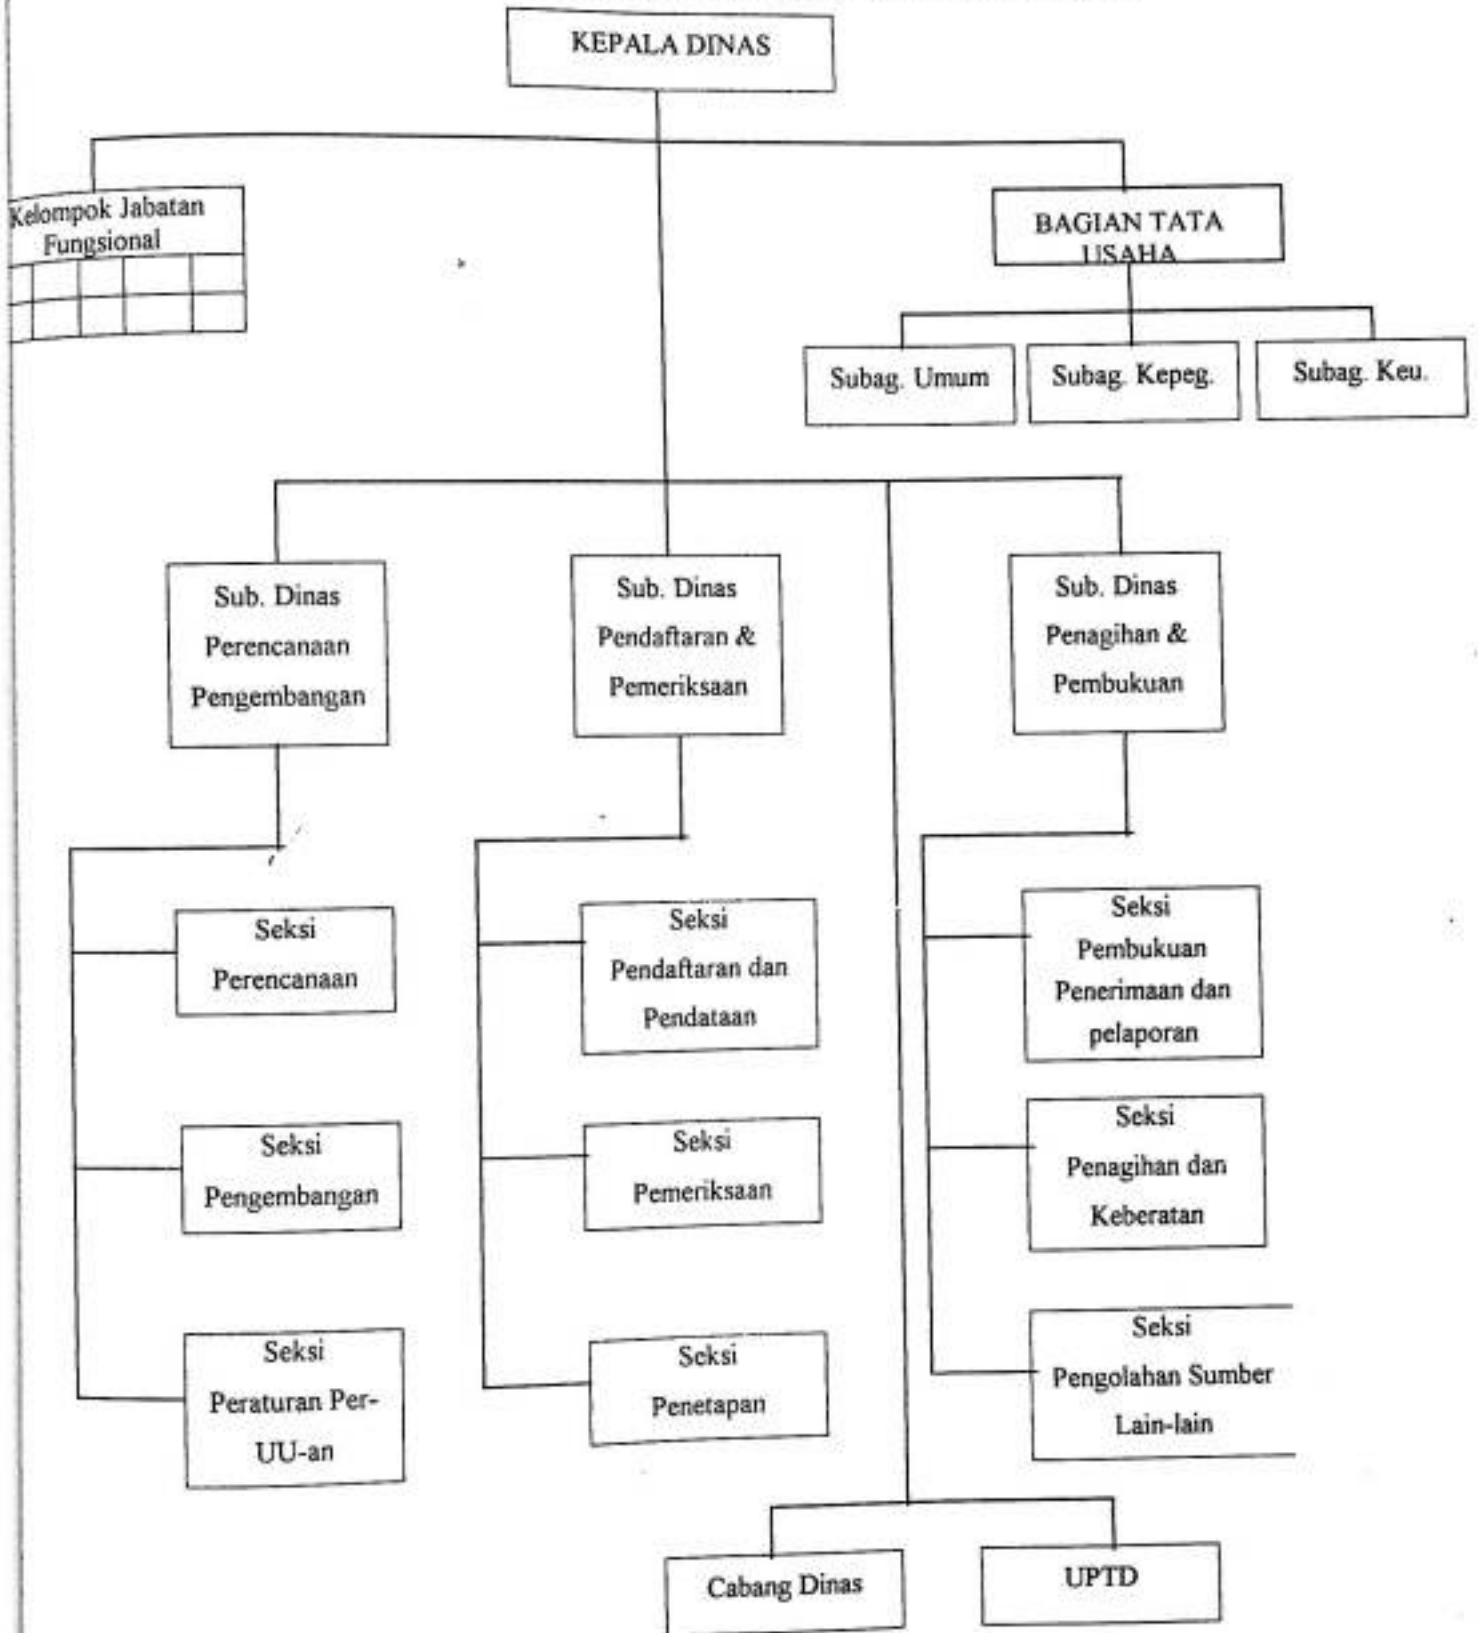 KEPALA DINAS
Kelompok Jabatan
Fungsional
BAGIAN TATA
USAHA
Subag. Umum
Subag. Kepeg.
Subag. Keu.
Sub. Dinas
Perencanaan
Pengembangan
Sub. Dinas
Pendaftaran &
Pemeriksaan
Sub. Dinas
Penagihan &
Pembukuan
Seksi
Perencanaan
Seksi
Pendaftaran dan
Pendataan
Seksi
Pembukuan
Penerimaan dan
pelaporan
Seksi
Pengembangan
Seksi
Pemeriksaan
Seksi
Penagihan dan
Keberatan
Seksi
Peraturan Per-
UU-an
Seksi
Penetapan
Seksi
Pengolahan Sumber
Lain-lain
Cabang Dinas
UPTD